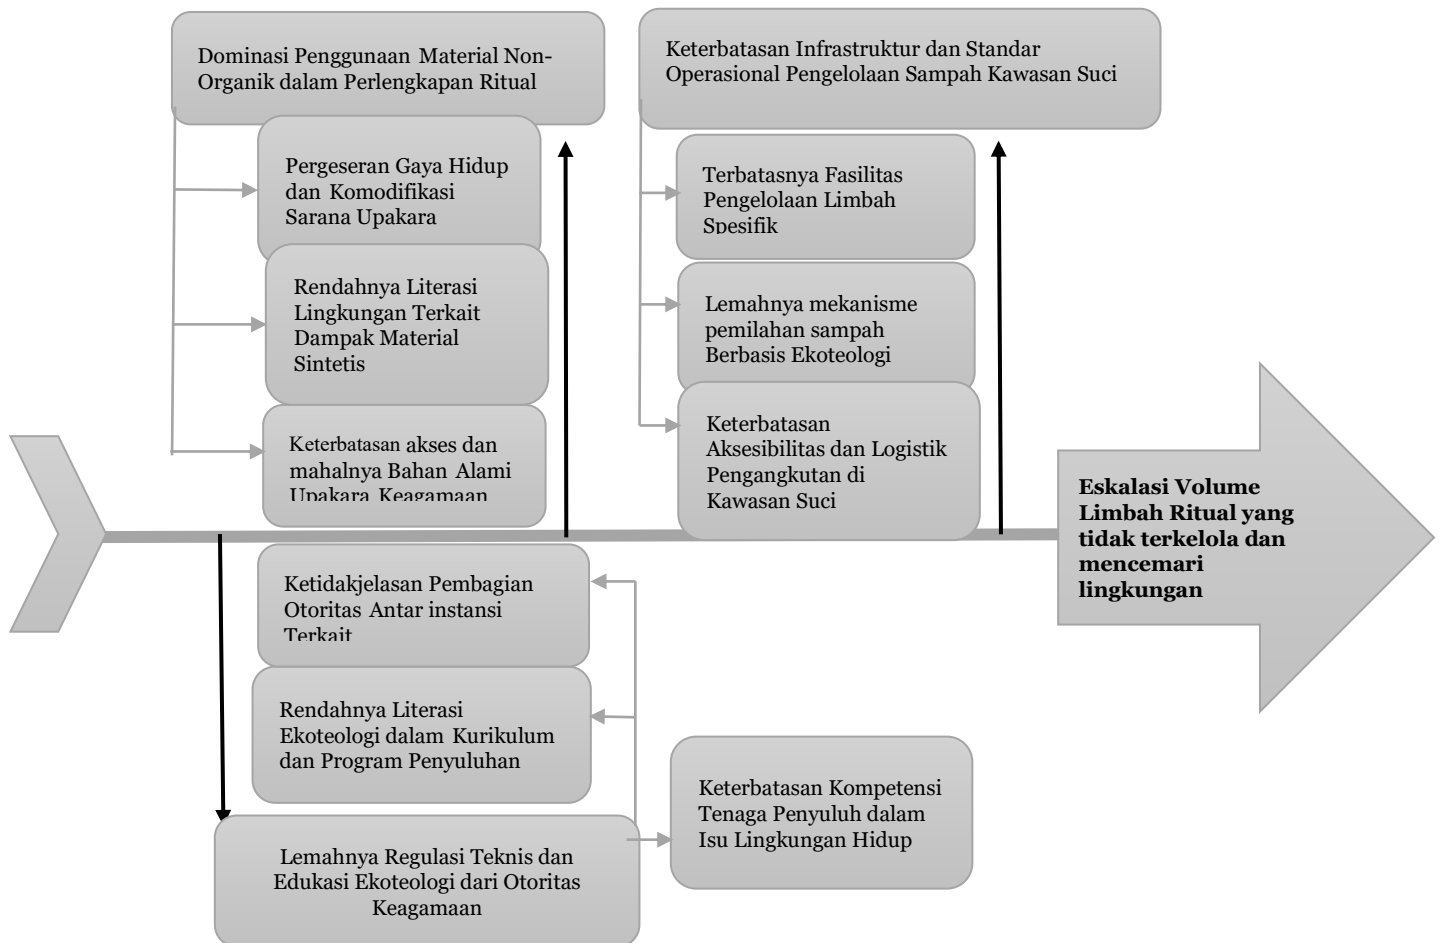 Dominasi Penggunaan Material Non-
Organik dalam Perlengkapan Ritual
Pergeseran Gaya Hidup
dan Komodifikasi
Sarana Upakara
Rendahnya Literasi
Lingkungan Terkait
Dampak Material
Sintetis
Keterbatasan akses dan
mahalnya Bahan Alami
Upakara Keagamaan
Keterbatasan Infrastruktur dan Standar
Operasional Pengelolaan Sampah Kawasan Suci
Terbatasnya Fasilitas
Pengelolaan Limbah
Spesifik
Lemahnya mekanisme
pemilahan sampah
Berbasis Ekoteologi
Keterbatasan
Aksesibilitas dan Logistik
Pengangkutan di
Kawasan Suci
Eskalasi Volume
Limbah Ritual yang
tidak terkelola dan
mencemari
lingkungan
Ketidakjelasan Pembagian
Otoritas Antar instansi
Terkait
Rendahnya Literasi
Ekoteologi dalam Kurikulum
dan Program Penyuluhan
Keterbatasan Kompetensi
Tenaga Penyuluh dalam
Isu Lingkungan Hidup
Lemahnya Regulasi Teknis dan
Edukasi Ekoteologi dari Otoritas
Keagamaan